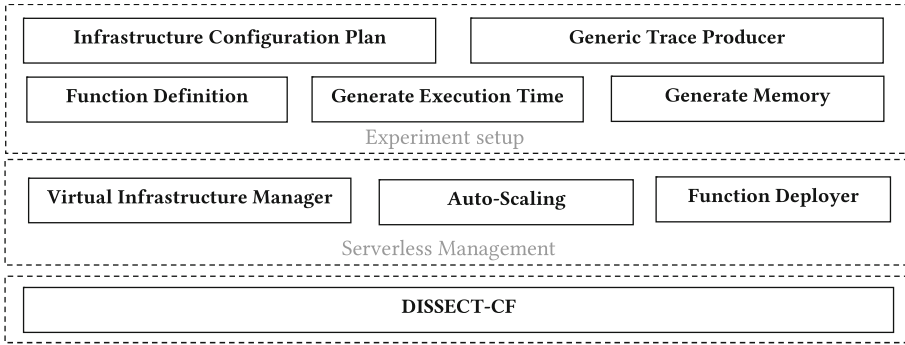 Infrastructure Configuration Plan
Generic Trace Producer
Function Definition
Generate Execution Time
Generate Memory
Experiment setup
Virtual Infrastructure Manager
Auto-Scaling
Function Deployer
Serverless Management
DISSECT-CF